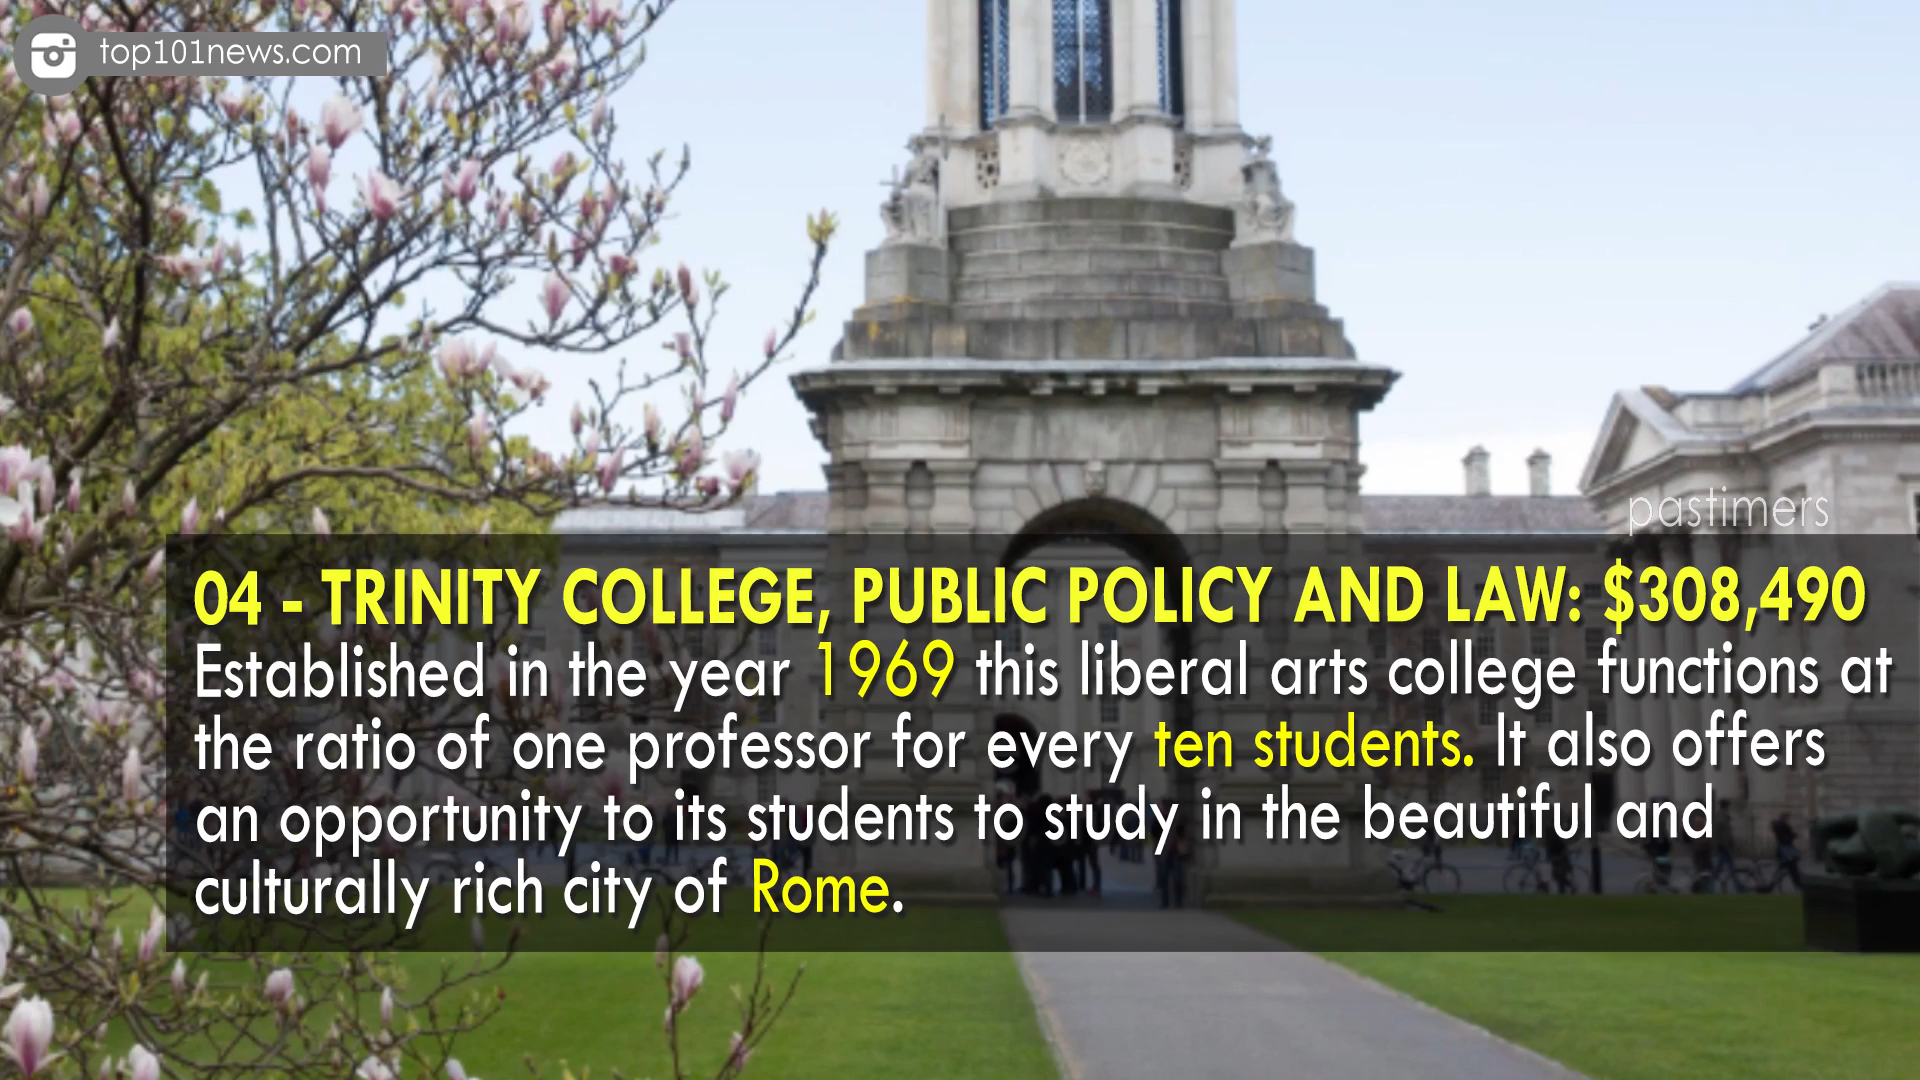 top101news.com
pastimers
04 - TRINITY COLLEGE, PUBLIC POLICY AND LAW: $308,490
Established in the year 1969 this liberal arts college functions at
the ratio of one professor for every ten students. It also offers
an opportunity to its students to study in the beautiful and
culturally rich city of Rome.